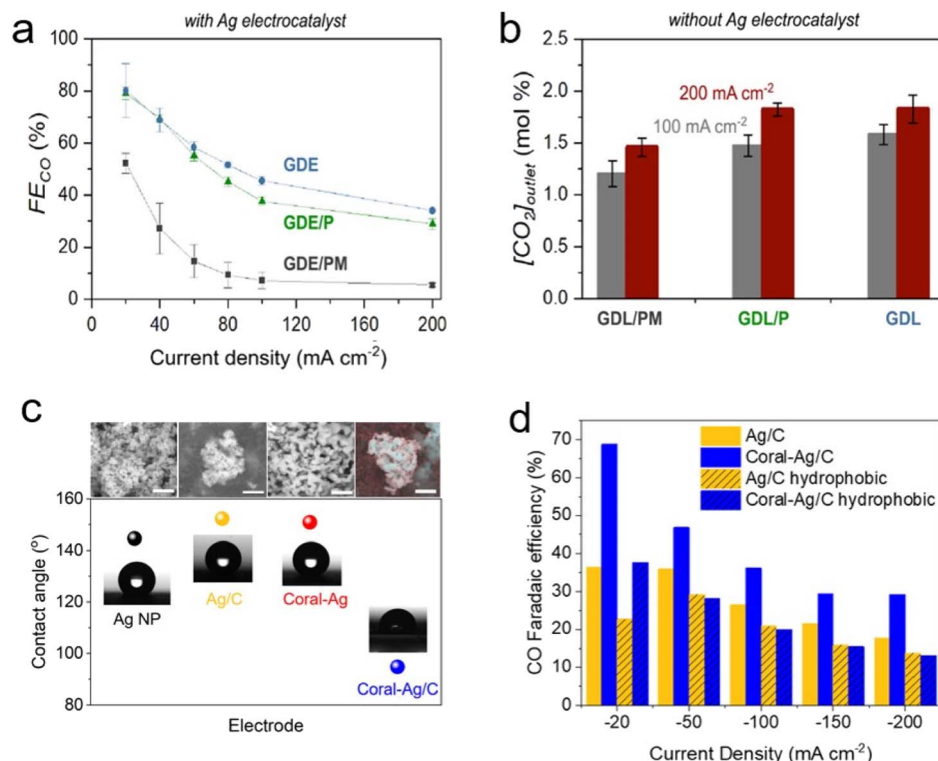 a
with Ag electrocatalyst
FE_CO (%)
100
80
60
40
20
0
GDE
GDE/P
GDE/PM
0 40 80 120 160 200
Current density (mA cm⁻²)
b
without Ag electrocatalyst
[CO₂]outlet (mol %)
2.5
2.0
1.5
1.0
0.5
0.0
200 mA cm⁻²
100 mA cm⁻²
GDL/PM GDL/P GDL
c
Contact angle (°)
160
140
120
100
80
Ag NP
Ag/C
Coral-Ag
Coral-Ag/C
Electrode
d
CO Faradaic efficiency (%)
70
60
50
40
30
20
10
0
Ag/C
Coral-Ag/C
Ag/C hydrophobic
Coral-Ag/C hydrophobic
-20 -50 -100 -150 -200
Current Density (mA cm⁻²)